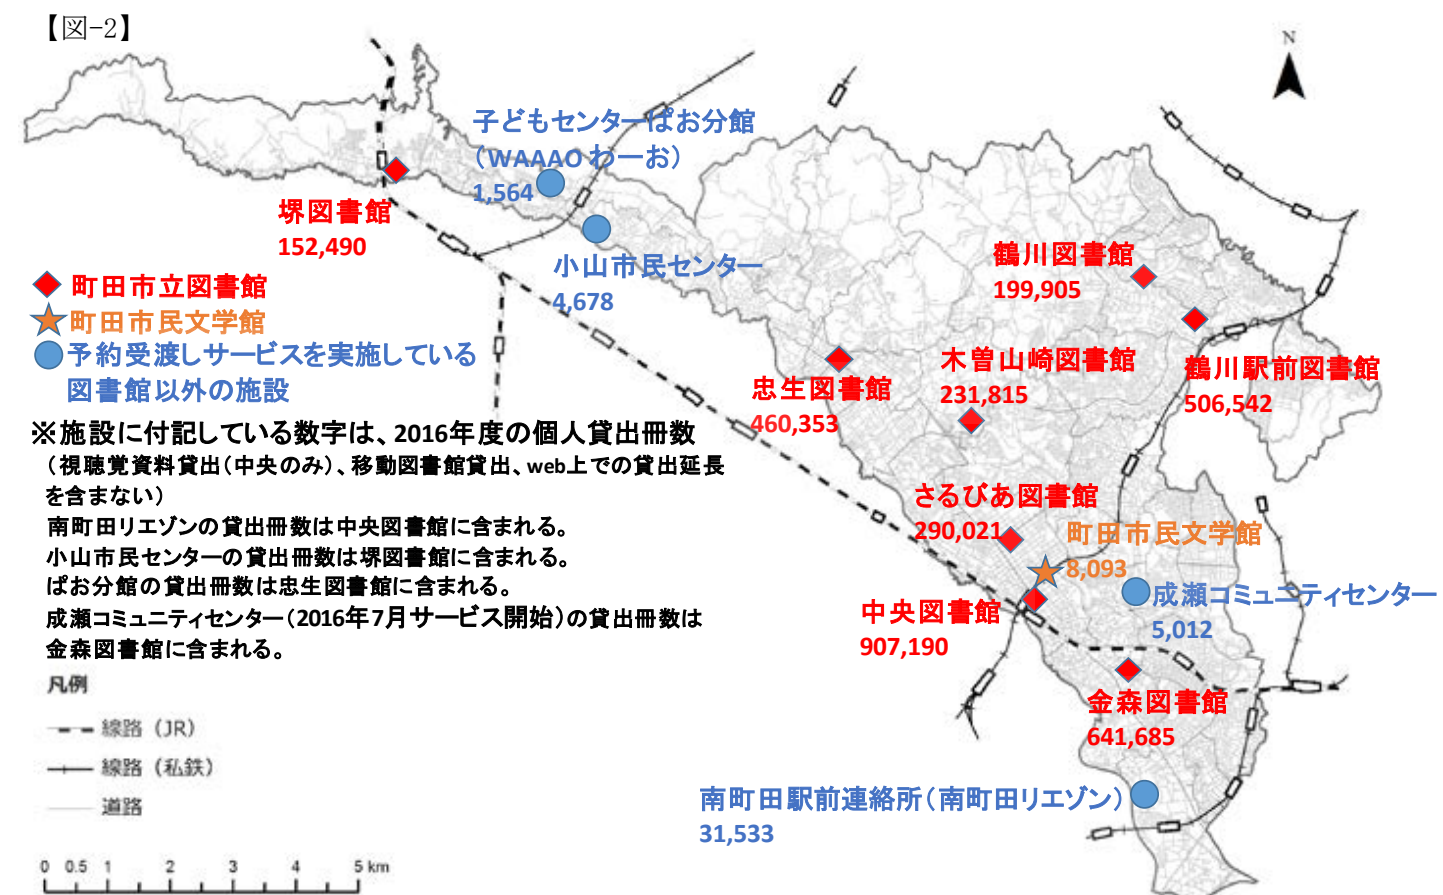 【図-2】
N
子どもセンターぱお分館
（WAAAO わーお）
1,564
堺図書館
152,490
小山市民センター
4,678
鶴川図書館
199,905
町田市立図書館
町田市民文学館
予約受渡しサービスを実施している
図書館以外の施設
忠生図書館
460,353
木曽山崎図書館
231,815
鶴川駅前図書館
506,542
※施設に付記している数字は、2016年度の個人貸出冊数
（視聴覚資料貸出（中央のみ）、移動図書館貸出、web上での貸出延長
を含まない）
南町田リエゾンの貸出冊数は中央図書館に含まれる。
小山市民センターの貸出冊数は堺図書館に含まれる。
ぱお分館の貸出冊数は忠生図書館に含まれる。
成瀬コミュニティセンター（2016年7月サービス開始）の貸出冊数は
金森図書館に含まれる。
さるびあ図書館
290,021
町田市民文学館
8,093
中央図書館
907,190
成瀬コミュニティセンター
5,012
金森図書館
641,685
南町田駅前連絡所（南町田リエゾン）
31,533
凡例
線路（JR）
線路（私鉄）
道路
0 0.5 1 2 3 4 5 km